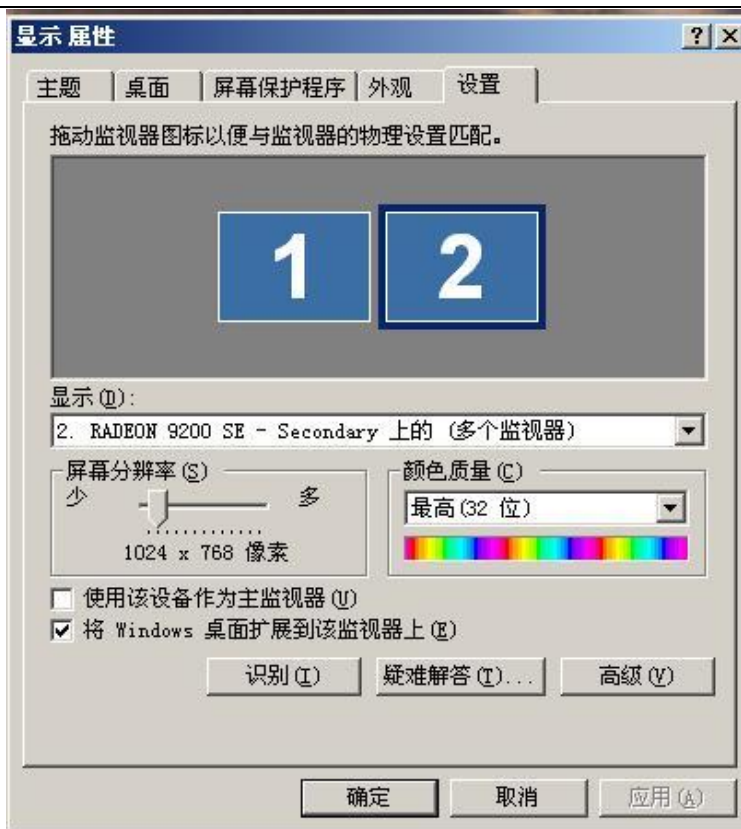 显示 属性
主题 桌面 屏幕保护程序 外观 设置
拖动监视器图标以便与监视器的物理设置匹配。
1 2
显示(D):
2. RADEON 9200 SE - Secondary 上的 (多个监视器)
屏幕分辨率(S) 颜色质量(C)
少 多 最高(32 位)
1024 x 768 像素
使用该设备作为主监视器(U)
将 Windows 桌面扩展到该监视器上(E)
识别(I) 疑难解答(T)... 高级(V)
确定 取消 应用(A)